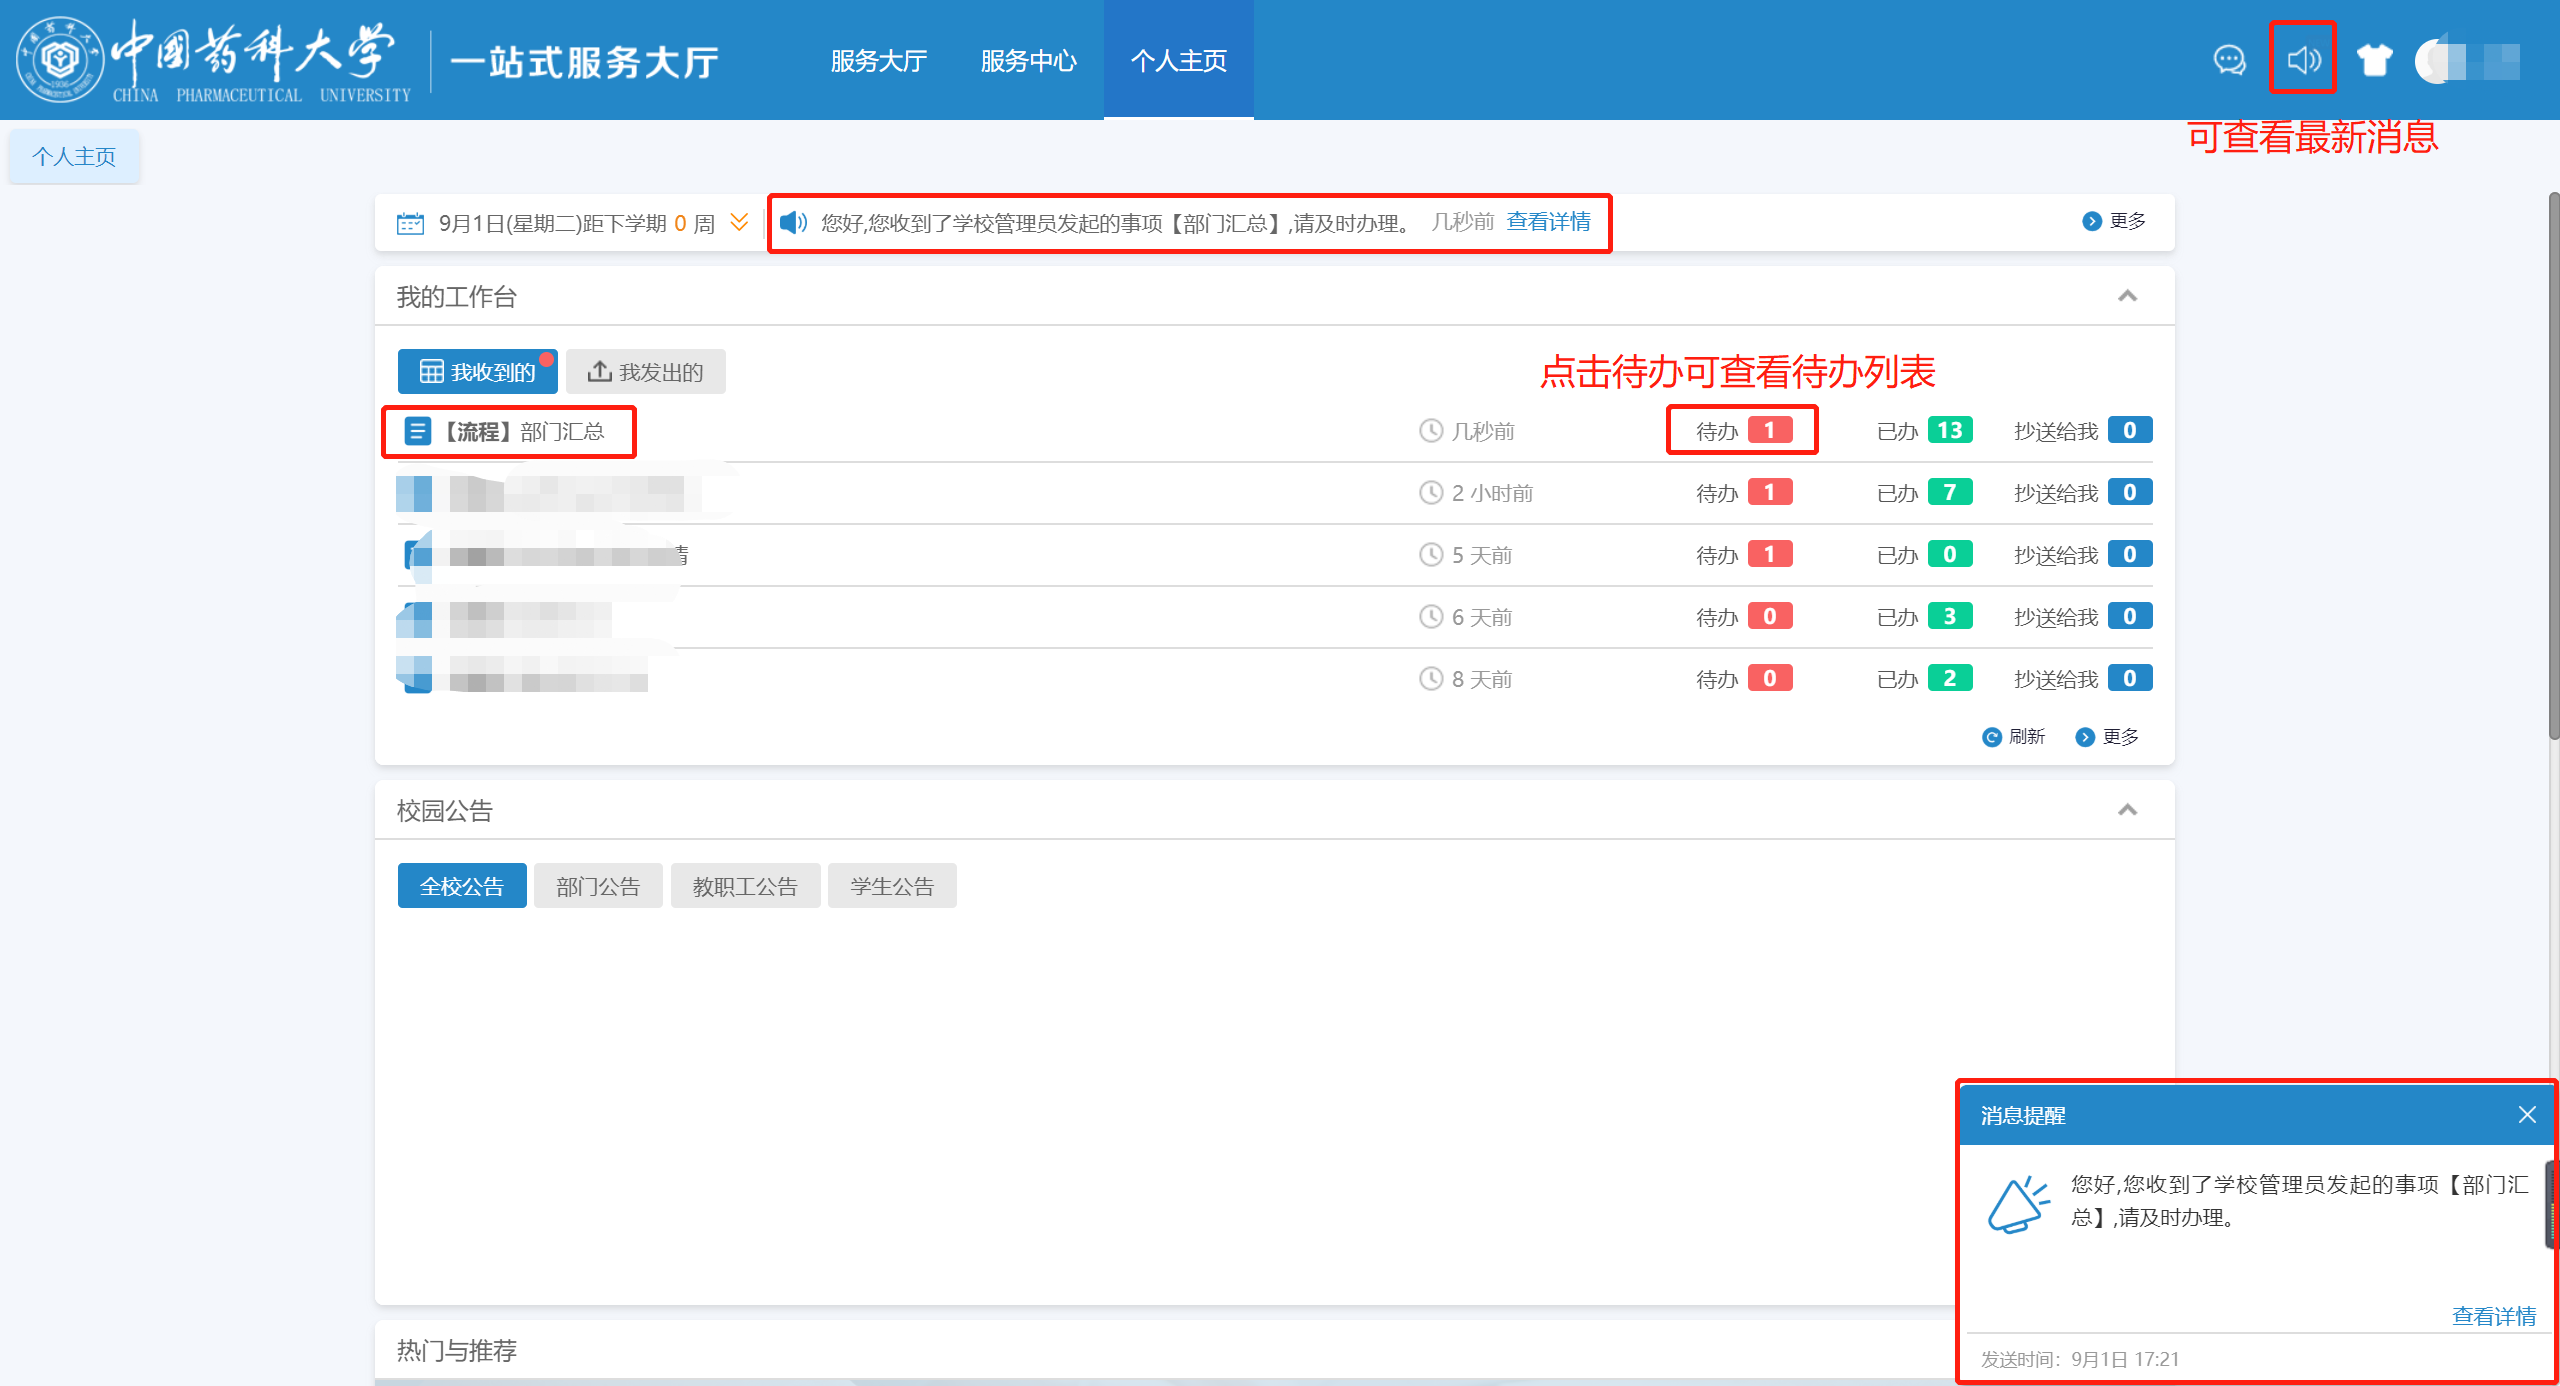 中國药科大学
CHINA PHARMACEUTICAL UNIVERSITY
一站式服务大厅
服务大厅 服务中心 个人主页
可查看最新消息
个人主页
9月1日(星期二)距下学期 0 周
您好,您收到了学校管理员发起的事项【部门汇总】,请及时办理。 几秒前 查看详情
更多
我的工作台
我收到的 我发出的
点击待办可查看待办列表
【流程】部门汇总 几秒前 待办 1 已办 13 抄送给我 0
2 小时前 待办 1 已办 7 抄送给我 0
5 天前 待办 1 已办 0 抄送给我 0
6 天前 待办 0 已办 3 抄送给我 0
8 天前 待办 0 已办 2 抄送给我 0
刷新 更多
校园公告
全校公告 部门公告 教职工公告 学生公告
消息提醒
您好,您收到了学校管理员发起的事项【部门汇
总】,请及时办理。
查看详情
发送时间：9月1日 17:21
热门与推荐